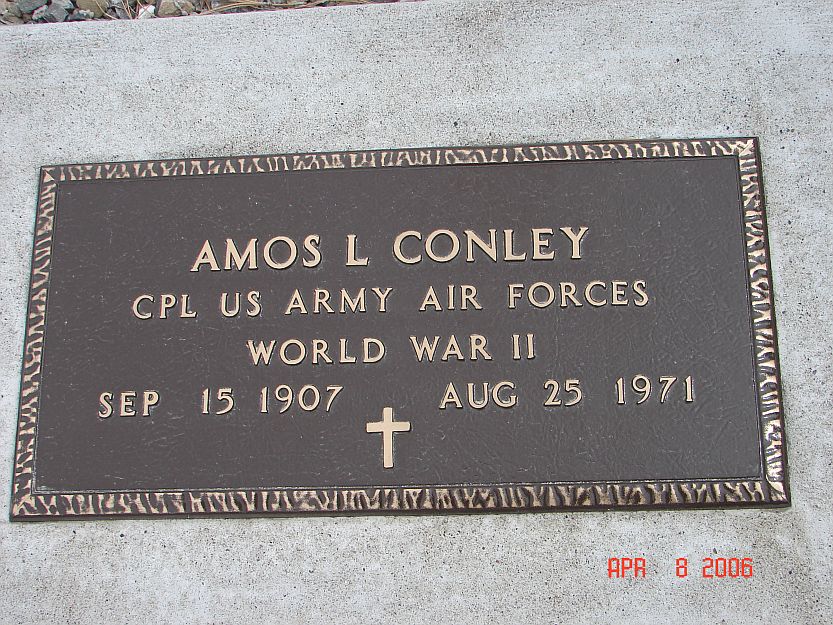 AMOS L CONLEY
CPL US ARMY AIR FORCES
WORLD WAR II
SEP 15 1907 AUG 25 1971
APR 8 2006